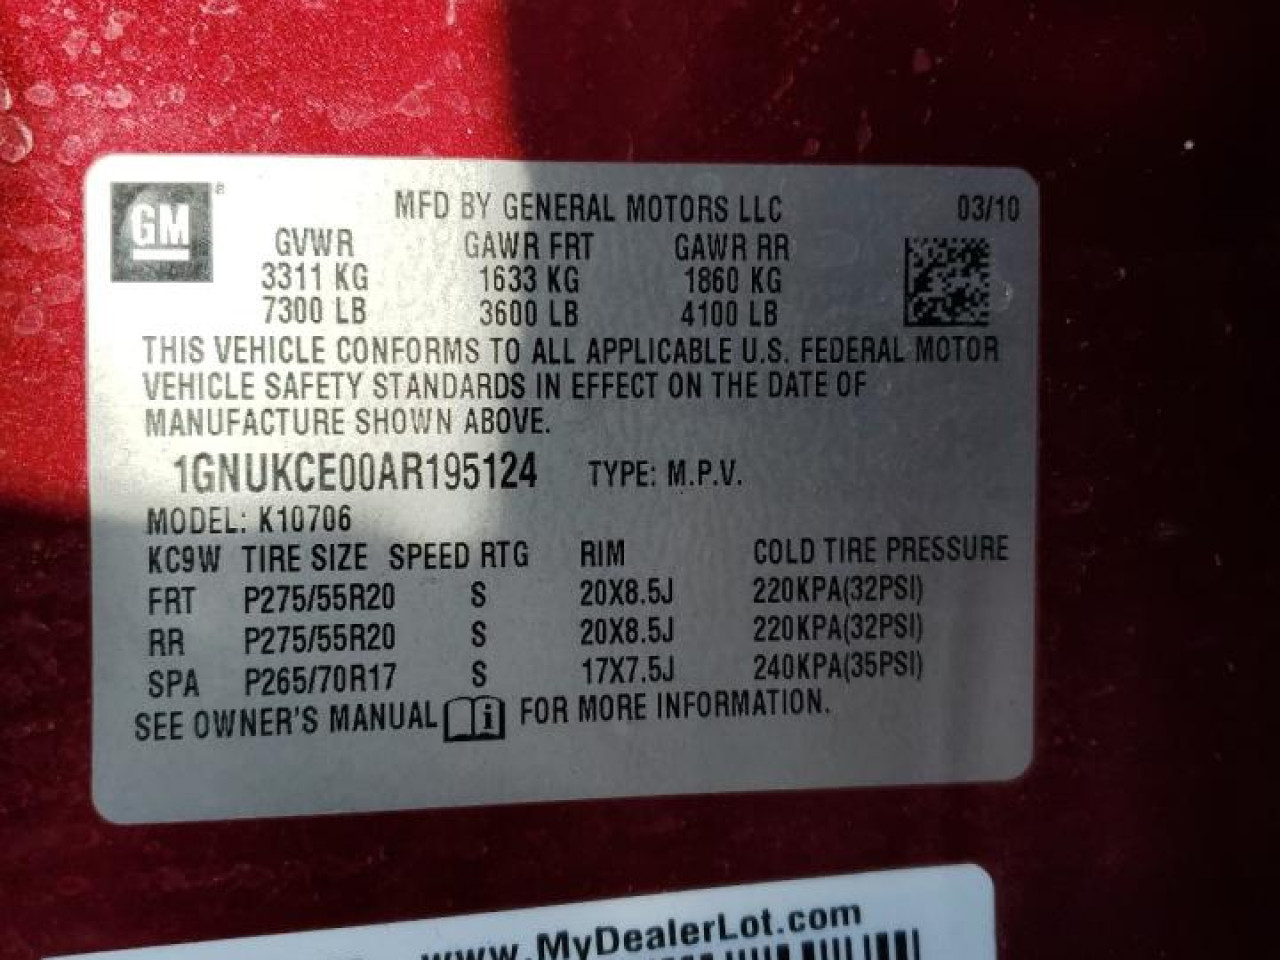 GM ®
MFD BY GENERAL MOTORS LLC 03/10
GVWR GAWR FRT GAWR RR
3311 KG 1633 KG 1860 KG
7300 LB 3600 LB 4100 LB
THIS VEHICLE CONFORMS TO ALL APPLICABLE U.S. FEDERAL MOTOR
VEHICLE SAFETY STANDARDS IN EFFECT ON THE DATE OF
MANUFACTURE SHOWN ABOVE.
1GNUKCE00AR195124 TYPE: M.P.V.
MODEL: K10706
KC9W TIRE SIZE SPEED RTG RIM COLD TIRE PRESSURE
FRT P275/55R20 S 20X8.5J 220KPA(32PSI)
RR P275/55R20 S 20X8.5J 220KPA(32PSI)
SPA P265/70R17 S 17X7.5J 240KPA(35PSI)
SEE OWNER'S MANUAL i FOR MORE INFORMATION.
www.MyDealerLot.com